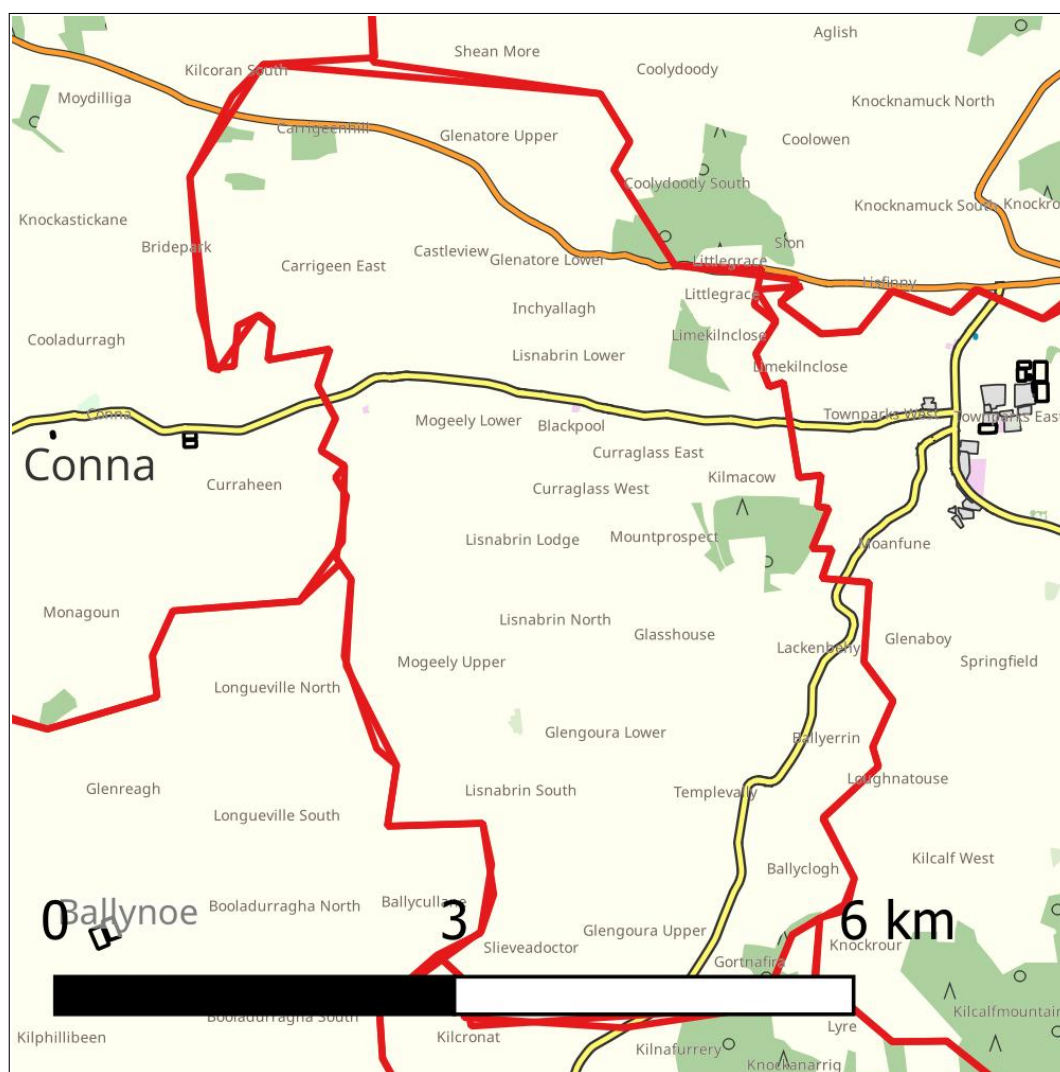 Aglish
Shean More
Kilcoran South
Coolydoody
Moydilliga
Knocknamuck North
Carrigeenhill
Glenatore Upper
Coolowen
Coolydoody South
Knockastickane
Knocknamuck South
Knockro
Bridepark
Castleview
Sion
Glenatore Lower
Littlegrace
Carrigeen East
Lisfinny
Littlegrace
Inchyallagh
Cooladurragh
Limekilnclose
Lisnabrin Lower
Limekilnclose
Conna
Mogeely Lower
Blackpool
Townparks West
Townparks East
Curraglass East
Conna
Curraheen
Kilmacow
Curraglass West
Lisnabrin Lodge
Mountprospect
Moanfune
Monagoun
Lisnabrin North
Glasshouse
Glenaboy
Lackenbehy
Mogeely Upper
Springfield
Longueville North
Glengoura Lower
Ballyerrin
Loughnatouse
Glenreagh
Lisnabrin South
Templevally
Longueville South
Kilcalf West
Ballyclogh
Ballynoe
Booladurragha North
Ballycullane
0
3
6 km
Glengoura Upper
Slieveadoctor
Knockrour
Gortnafira
Booladurragha South
Kilcalfmountain
Lyre
Kilphillibeen
Kilcronat
Kilnafurrery
Knockanarrig